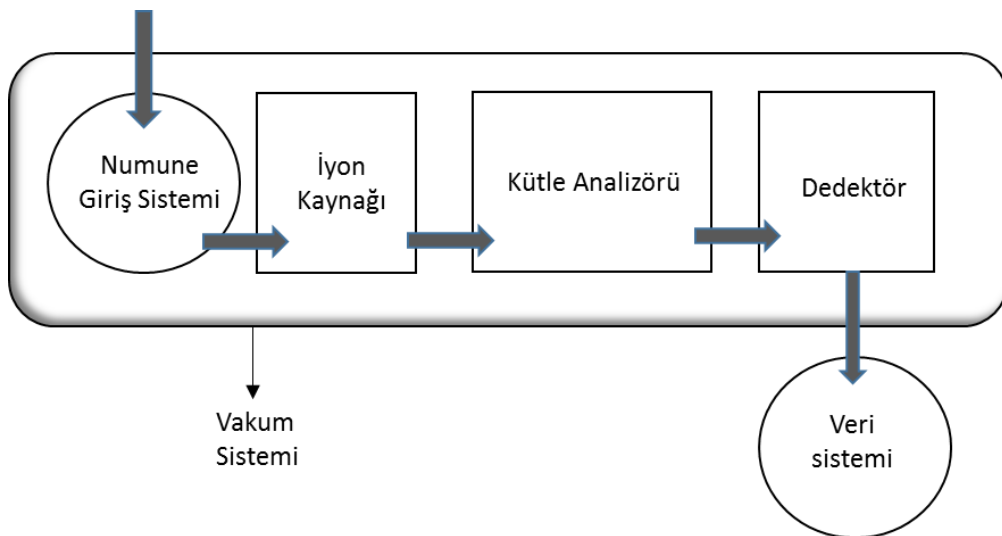 Numune
Giriş Sistemi
İyon
Kaynağı
Kütle Analizörü
Dedektör
Vakum
Sistemi
Veri
sistemi